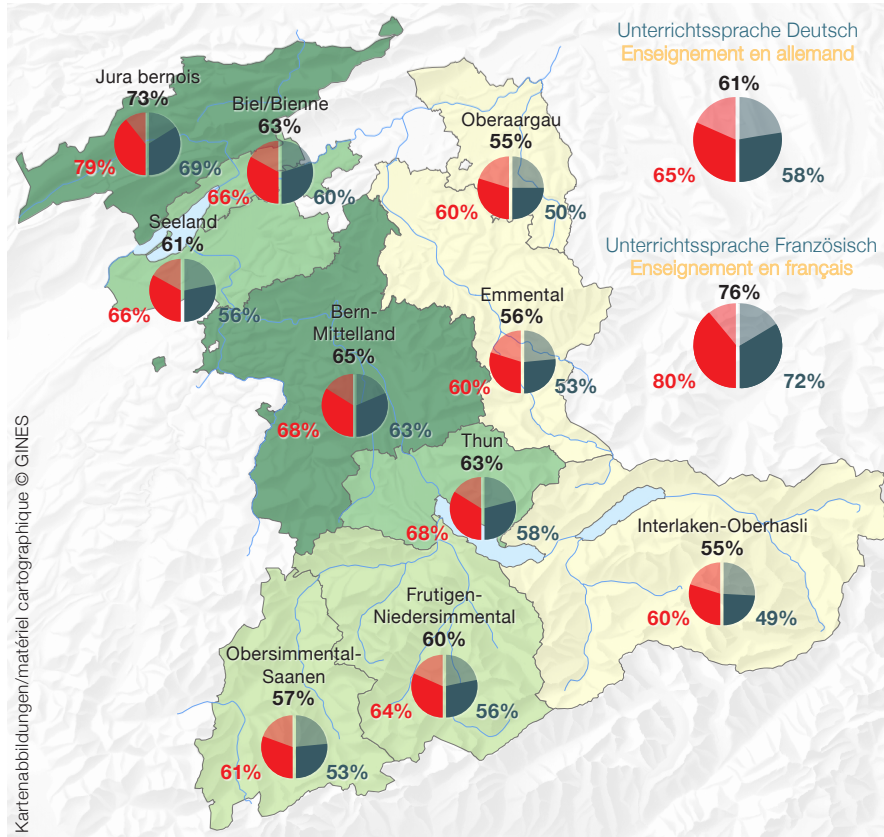 Unterrichtssprache Deutsch
Enseignement en allemand
61%
65%
58%
Unterrichtssprache Französisch
Enseignement en français
76%
80%
72%
Jura bernois
73%
79%
69%
Biel/Bienne
63%
66%
60%
Oberaargau
55%
60%
50%
Seeland
61%
66%
56%
Bern-
Mittelland
65%
68%
63%
Emmental
56%
60%
53%
Thun
63%
68%
58%
Interlaken-Oberhasli
55%
60%
49%
Frutigen-
Niedersimmental
60%
64%
56%
Obersimmental-
Saanen
57%
61%
53%
Kartenabbildungen/matériel cartographique © GINES